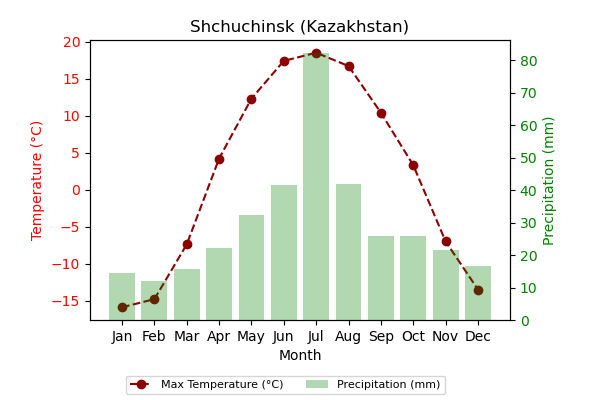 Shchuchinsk (Kazakhstan)
Temperature (°C)
20
15
10
5
0
−5
−10
−15
80
70
60
50
40
30
20
10
0
Precipitation (mm)
Jan Feb Mar Apr May Jun Jul Aug Sep Oct Nov Dec
Month
Max Temperature (°C) Precipitation (mm)